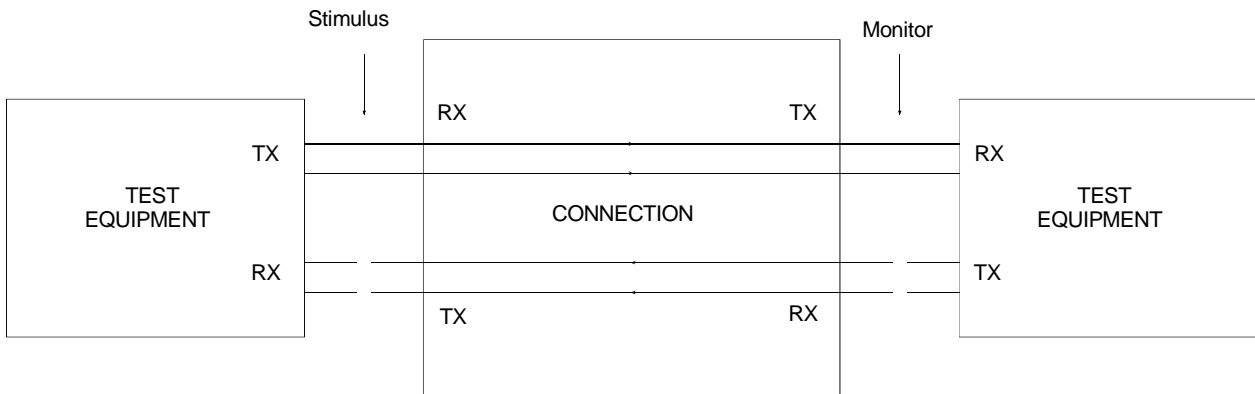 Stimulus
Monitor
RX
TX
TX
RX
TEST
EQUIPMENT
CONNECTION
TEST
EQUIPMENT
RX
TX
TX
RX